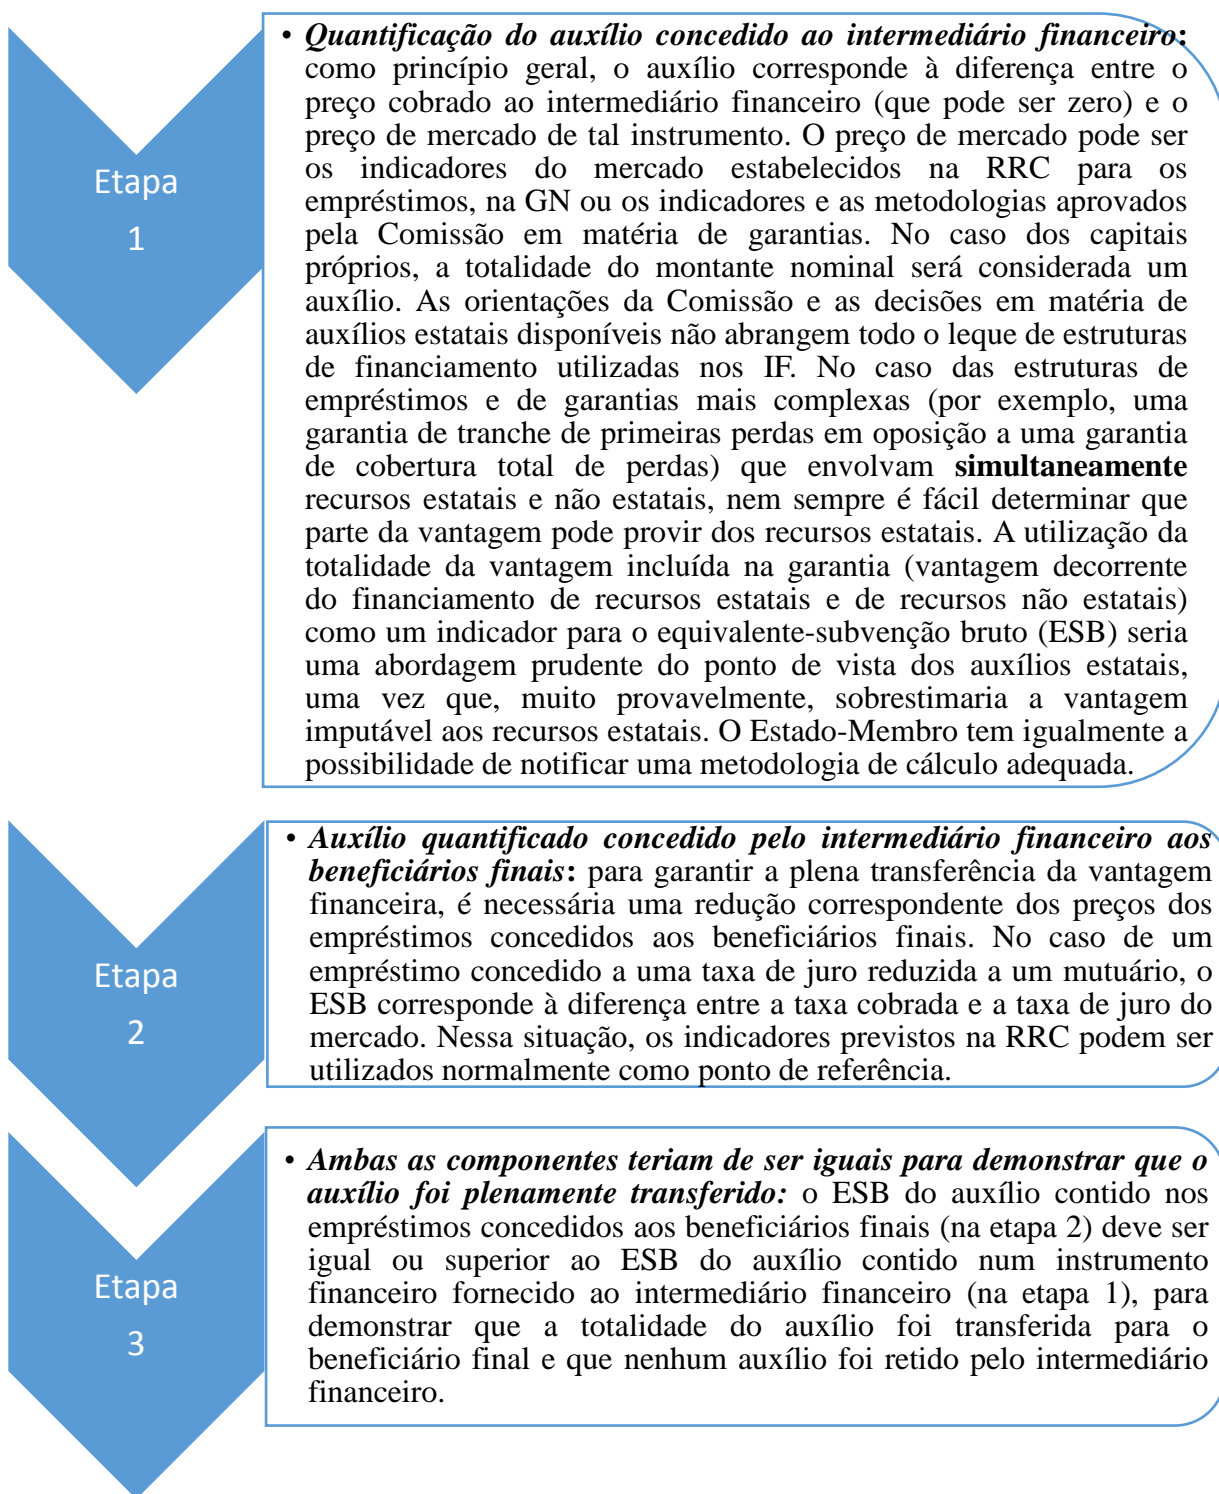 Etapa
1
• Quantificação do auxílio concedido ao intermediário financeiro:
como princípio geral, o auxílio corresponde à diferença entre o
preço cobrado ao intermediário financeiro (que pode ser zero) e o
preço de mercado de tal instrumento. O preço de mercado pode ser
os indicadores do mercado estabelecidos na RRC para os
empréstimos, na GN ou os indicadores e as metodologias aprovados
pela Comissão em matéria de garantias. No caso dos capitais
próprios, a totalidade do montante nominal será considerada um
auxílio. As orientações da Comissão e as decisões em matéria de
auxílios estatais disponíveis não abrangem todo o leque de estruturas
de financiamento utilizadas nos IF. No caso das estruturas de
empréstimos e de garantias mais complexas (por exemplo, uma
garantia de tranche de primeiras perdas em oposição a uma garantia
de cobertura total de perdas) que envolvam simultaneamente
recursos estatais e não estatais, nem sempre é fácil determinar que
parte da vantagem pode provir dos recursos estatais. A utilização da
totalidade da vantagem incluída na garantia (vantagem decorrente
do financiamento de recursos estatais e de recursos não estatais)
como um indicador para o equivalente-subvenção bruto (ESB) seria
uma abordagem prudente do ponto de vista dos auxílios estatais,
uma vez que, muito provavelmente, sobrestimaria a vantagem
imputável aos recursos estatais. O Estado-Membro tem igualmente a
possibilidade de notificar uma metodologia de cálculo adequada.
Etapa
2
• Auxílio quantificado concedido pelo intermediário financeiro aos
beneficiários finais: para garantir a plena transferência da vantagem
financeira, é necessária uma redução correspondente dos preços dos
empréstimos concedidos aos beneficiários finais. No caso de um
empréstimo concedido a uma taxa de juro reduzida a um mutuário, o
ESB corresponde à diferença entre a taxa cobrada e a taxa de juro do
mercado. Nessa situação, os indicadores previstos na RRC podem ser
utilizados normalmente como ponto de referência.
Etapa
3
• Ambas as componentes teriam de ser iguais para demonstrar que o
auxílio foi plenamente transferido: o ESB do auxílio contido nos
empréstimos concedidos aos beneficiários finais (na etapa 2) deve ser
igual ou superior ao ESB do auxílio contido num instrumento
financeiro fornecido ao intermediário financeiro (na etapa 1), para
demonstrar que a totalidade do auxílio foi transferida para o
beneficiário final e que nenhum auxílio foi retido pelo intermediário
financeiro.